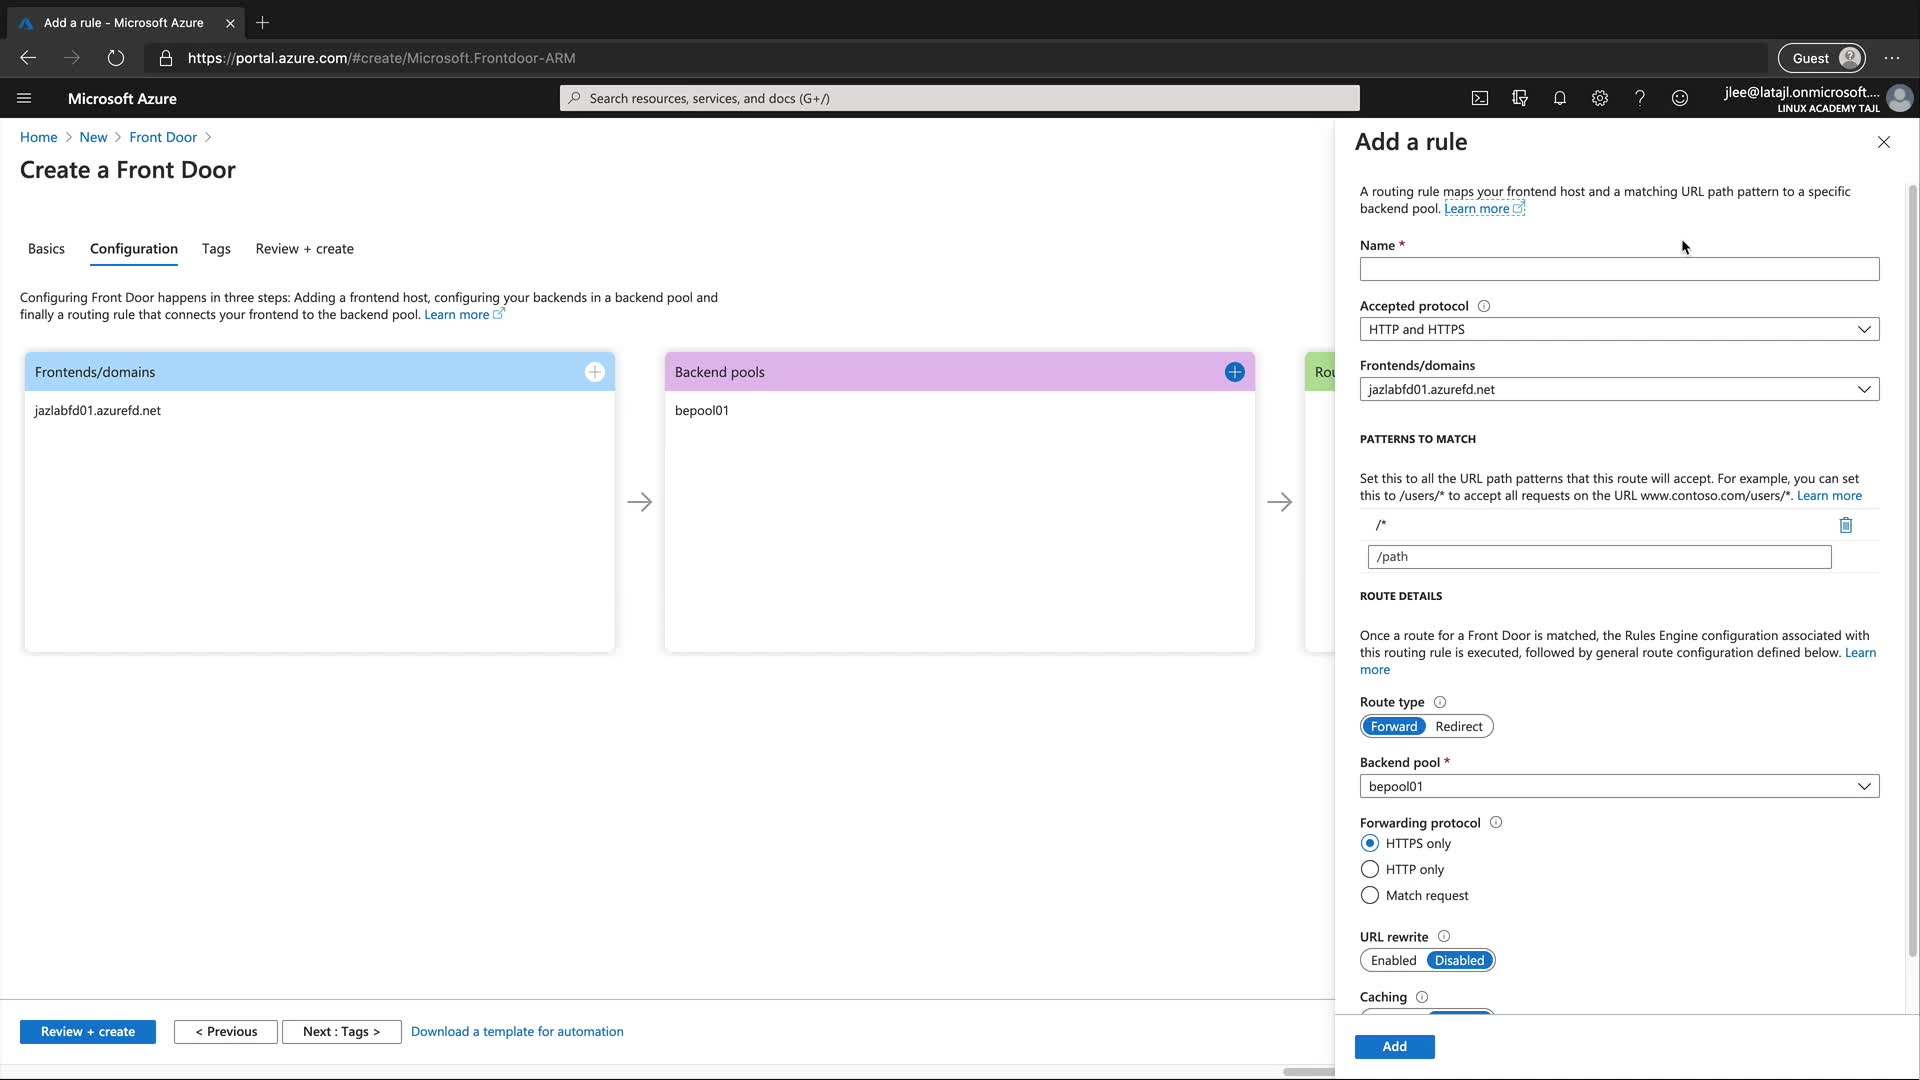 Add a rule - Microsoft Azure
https://portal.azure.com/#create/Microsoft.Frontdoor-ARM
Guest
Microsoft Azure
Search resources, services, and docs (G+/)
jlee@latajl.onmicrosoft....
LINUX ACADEMY TAJL
Home > New > Front Door >
Create a Front Door
Basics
Configuration
Tags
Review + create
Configuring Front Door happens in three steps: Adding a frontend host, configuring your backends in a backend pool and
finally a routing rule that connects your frontend to the backend pool. Learn more
Frontends/domains
jazlabfd01.azurefd.net
Backend pools
bepool01
Rou
Review + create
< Previous
Next : Tags >
Download a template for automation
Add a rule
A routing rule maps your frontend host and a matching URL path pattern to a specific
backend pool. Learn more
Name *
Accepted protocol
HTTP and HTTPS
Frontends/domains
jazlabfd01.azurefd.net
PATTERNS TO MATCH
Set this to all the URL path patterns that this route will accept. For example, you can set
this to /users/* to accept all requests on the URL www.contoso.com/users/*. Learn more
/*
/path
ROUTE DETAILS
Once a route for a Front Door is matched, the Rules Engine configuration associated with
this routing rule is executed, followed by general route configuration defined below. Learn
more
Route type
Forward
Redirect
Backend pool *
bepool01
Forwarding protocol
HTTPS only
HTTP only
Match request
URL rewrite
Enabled
Disabled
Caching
Add